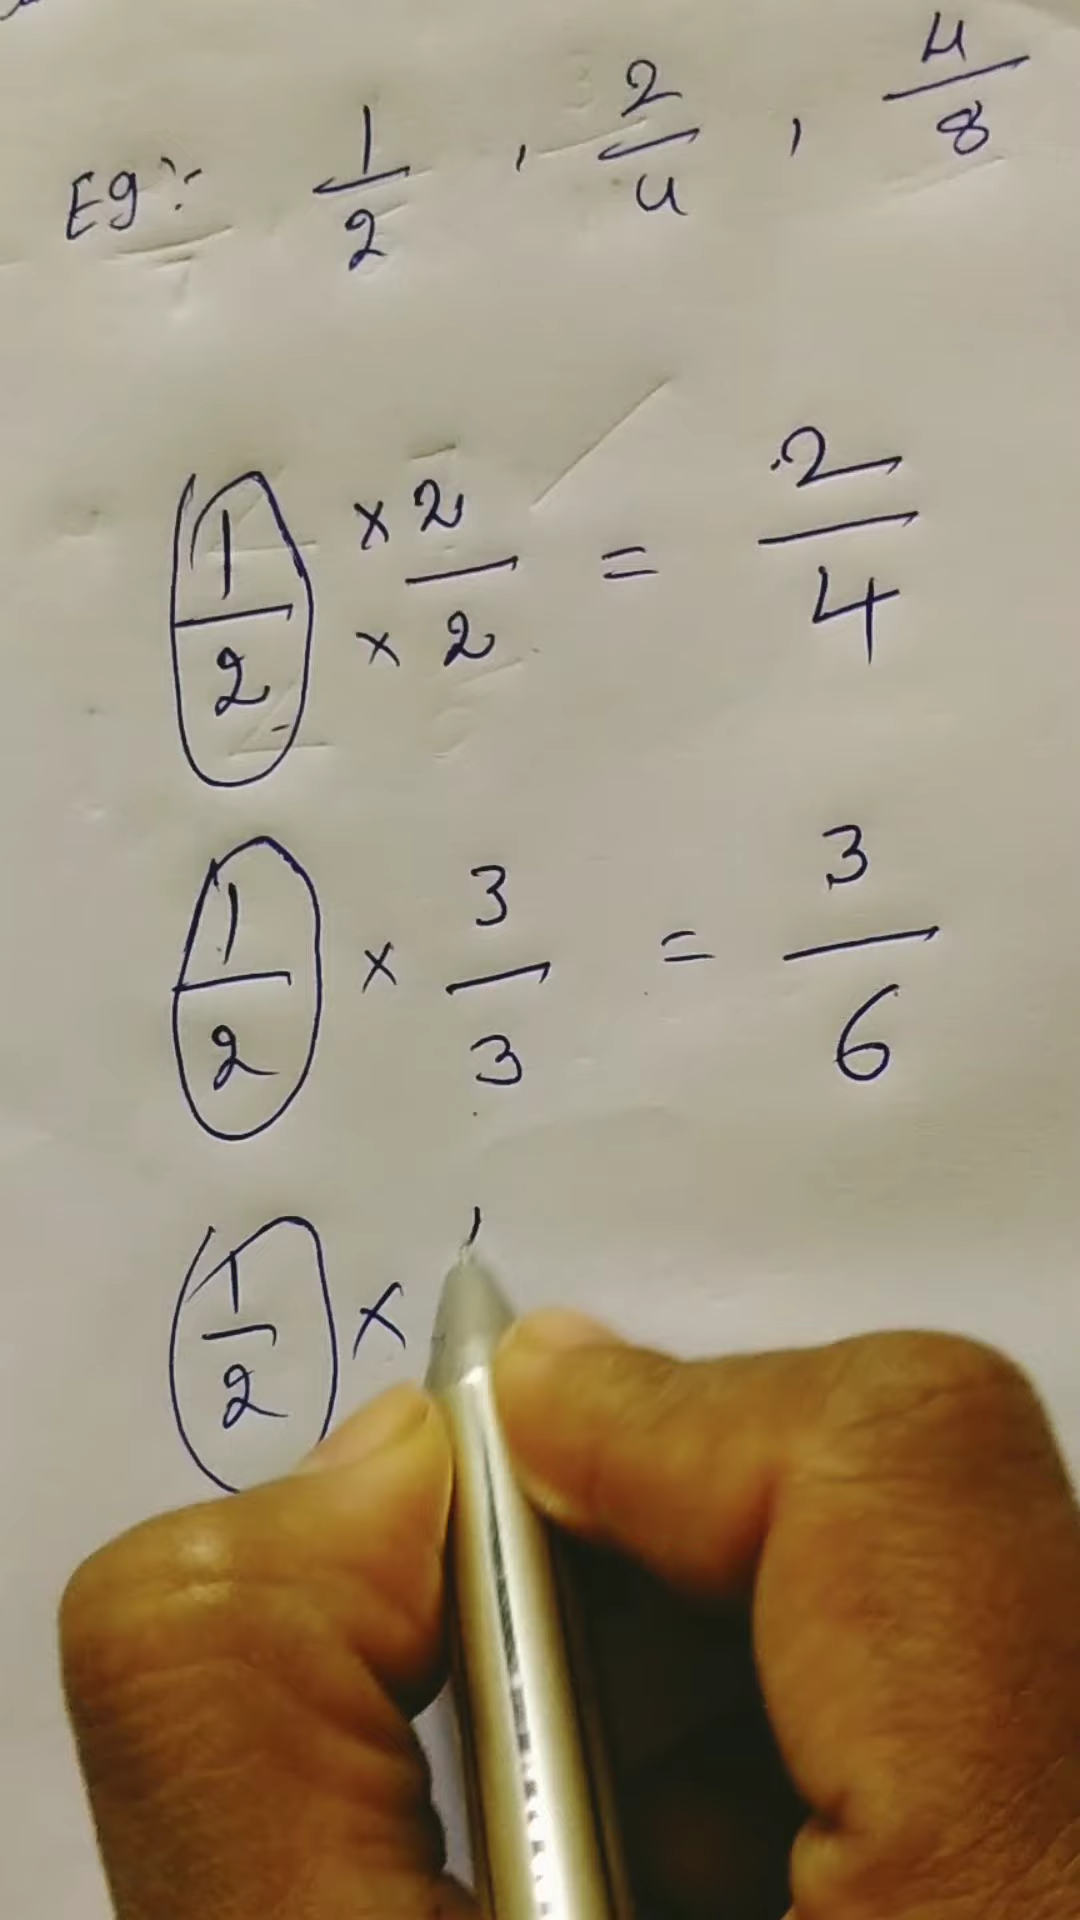 Eg:- 1/2 , 2/4 , 4/8
1/2 × 2/× 2 = 2/4
1/2 × 3/3 = 3/6
1/2 ×